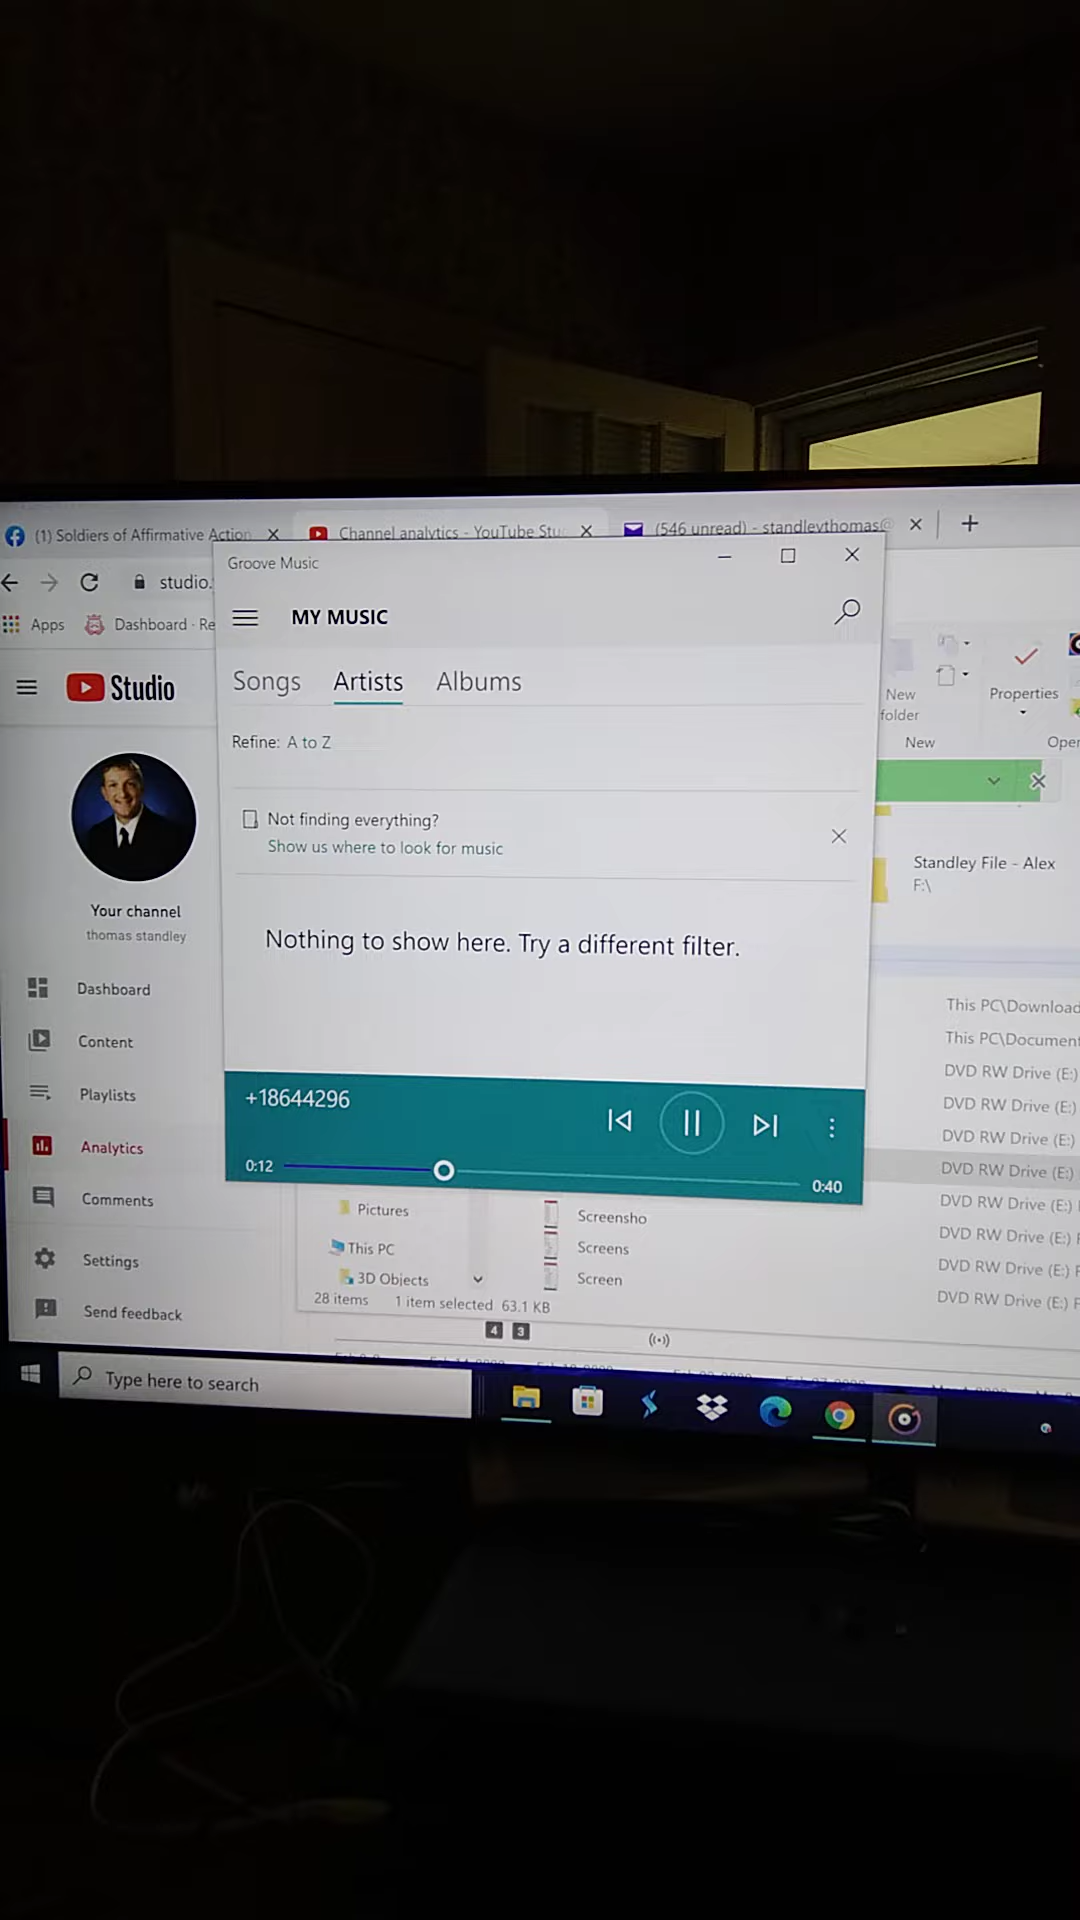 (1) Soldiers of Affirmative Action
Channel analytics - YouTube Stu
(546 unread) - standleythomas@
studio.
Apps
Dashboard - Re
Studio
Your channel
thomas standley
Dashboard
Content
Playlists
Analytics
Comments
Settings
Send feedback
Groove Music
MY MUSIC
Songs
Artists
Albums
Refine: A to Z
Not finding everything?
Show us where to look for music
Nothing to show here. Try a different filter.
+18644296
0:12
0:40
New
folder
Properties
New
Open
Standley File - Alex
F:\
This PC\Download
This PC\Document
DVD RW Drive (E:)
DVD RW Drive (E:)
DVD RW Drive (E:)
DVD RW Drive (E:)
DVD RW Drive (E:)
DVD RW Drive (E:) F
DVD RW Drive (E:) F
DVD RW Drive (E:) F
Pictures
This PC
3D Objects
Screensho
Screens
Screen
28 items 1 item selected 63.1 KB
4 3
Type here to search